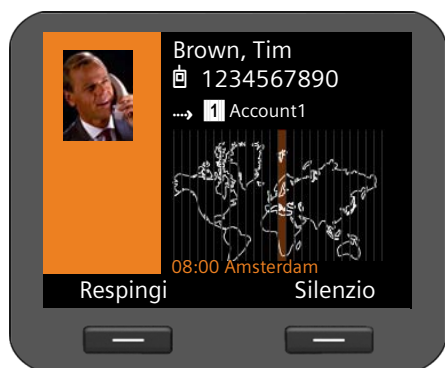 Brown, Tim
1234567890
1 Account1
08:00 Amsterdam
Respingi Silenzio